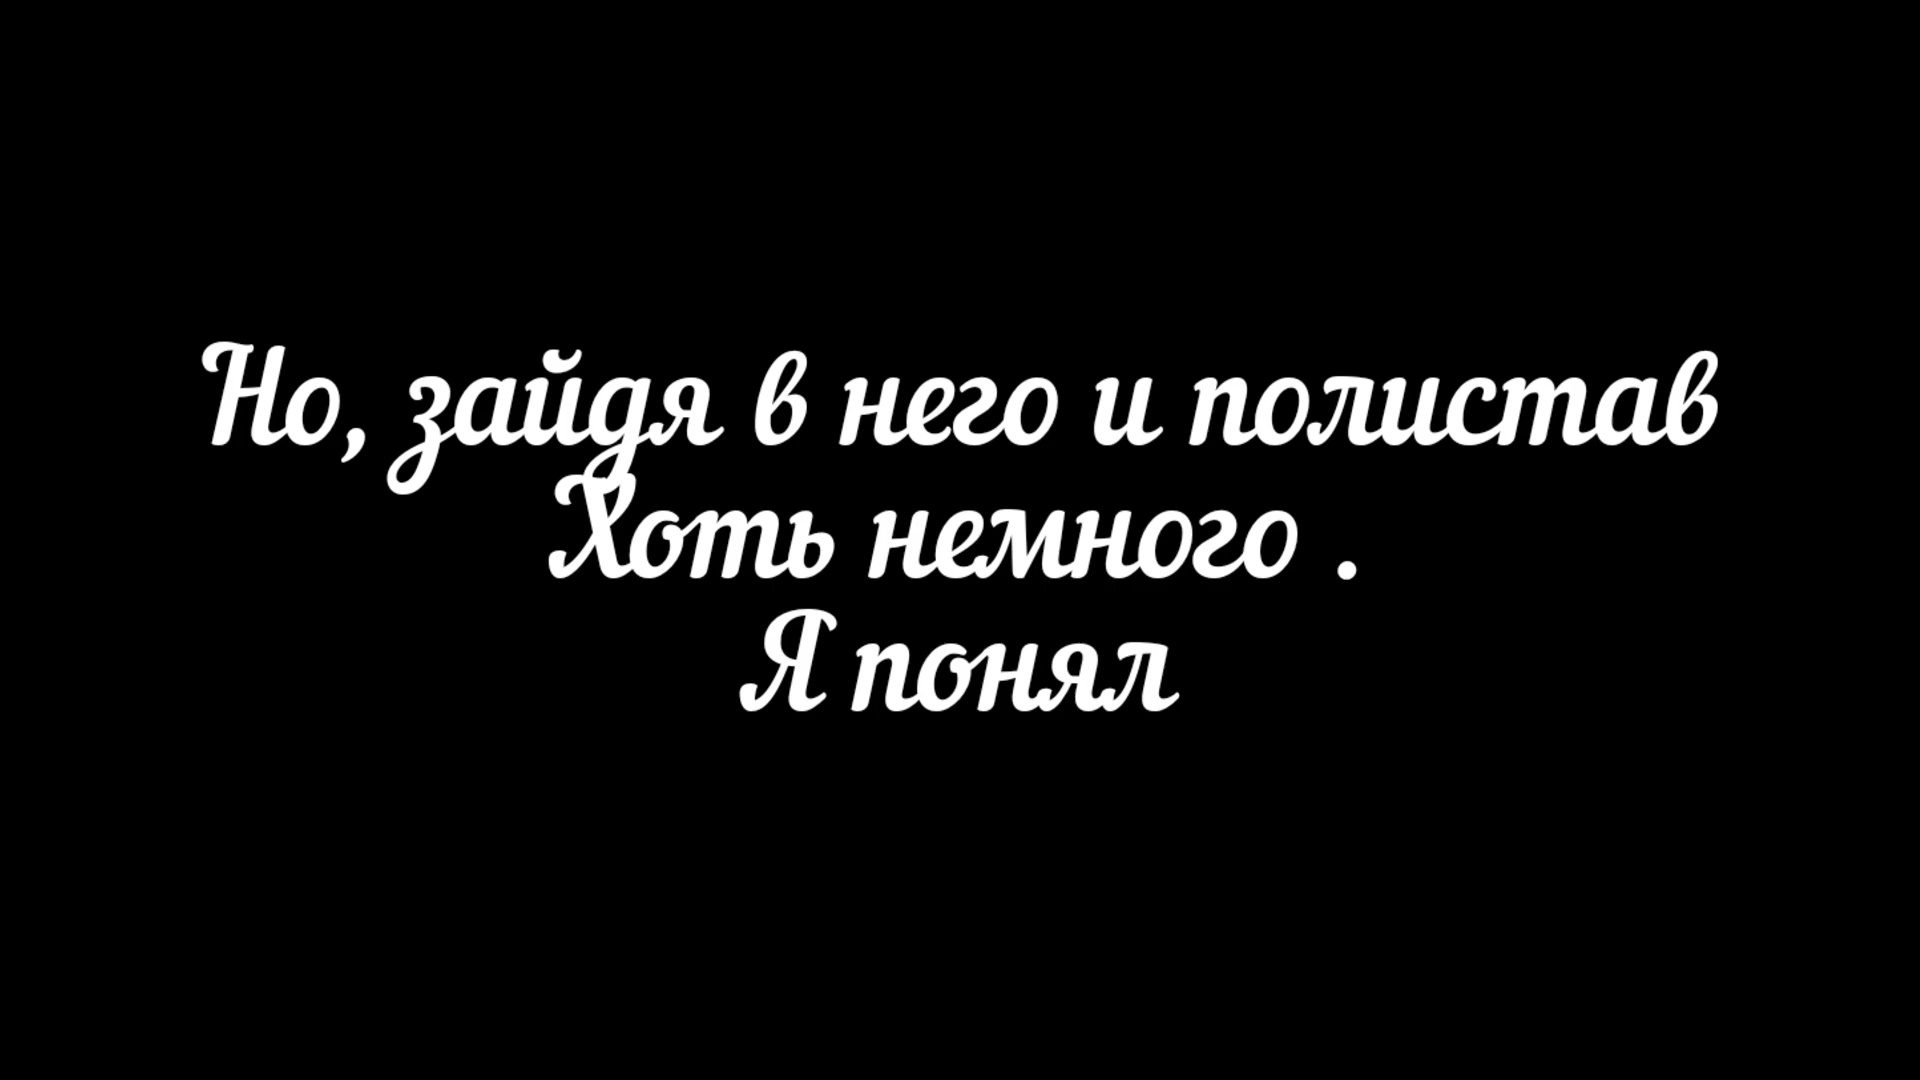 Но, зайдя в него и полистав
Хоть немного .
Я понял